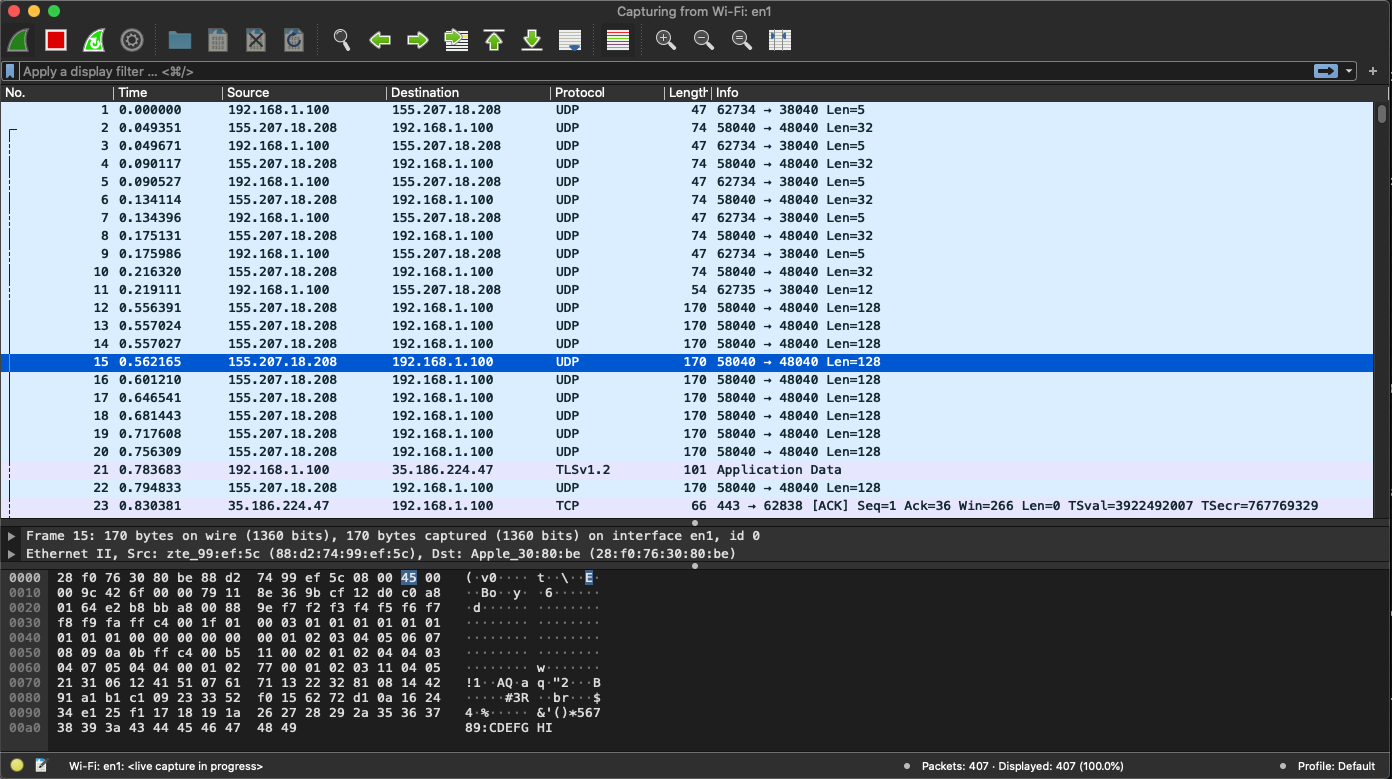 Capturing from Wi-Fi: en1
Apply a display filter ... <⌘/>
No. Time Source Destination Protocol Length Info
1 0.000000 192.168.1.100 155.207.18.208 UDP 47 62734 → 38040 Len=5
2 0.049351 155.207.18.208 192.168.1.100 UDP 74 58040 → 48040 Len=32
3 0.049671 192.168.1.100 155.207.18.208 UDP 47 62734 → 38040 Len=5
4 0.090117 155.207.18.208 192.168.1.100 UDP 74 58040 → 48040 Len=32
5 0.090527 192.168.1.100 155.207.18.208 UDP 47 62734 → 38040 Len=5
6 0.134114 155.207.18.208 192.168.1.100 UDP 74 58040 → 48040 Len=32
7 0.134396 192.168.1.100 155.207.18.208 UDP 47 62734 → 38040 Len=5
8 0.175131 155.207.18.208 192.168.1.100 UDP 74 58040 → 48040 Len=32
9 0.175986 192.168.1.100 155.207.18.208 UDP 47 62734 → 38040 Len=5
10 0.216320 155.207.18.208 192.168.1.100 UDP 74 58040 → 48040 Len=32
11 0.219111 192.168.1.100 155.207.18.208 UDP 54 62735 → 38040 Len=12
12 0.556391 155.207.18.208 192.168.1.100 UDP 170 58040 → 48040 Len=128
13 0.557024 155.207.18.208 192.168.1.100 UDP 170 58040 → 48040 Len=128
14 0.557027 155.207.18.208 192.168.1.100 UDP 170 58040 → 48040 Len=128
15 0.562165 155.207.18.208 192.168.1.100 UDP 170 58040 → 48040 Len=128
16 0.601210 155.207.18.208 192.168.1.100 UDP 170 58040 → 48040 Len=128
17 0.646541 155.207.18.208 192.168.1.100 UDP 170 58040 → 48040 Len=128
18 0.681443 155.207.18.208 192.168.1.100 UDP 170 58040 → 48040 Len=128
19 0.717608 155.207.18.208 192.168.1.100 UDP 170 58040 → 48040 Len=128
20 0.756309 155.207.18.208 192.168.1.100 UDP 170 58040 → 48040 Len=128
21 0.783683 192.168.1.100 35.186.224.47 TLSv1.2 101 Application Data
22 0.794833 155.207.18.208 192.168.1.100 UDP 170 58040 → 48040 Len=128
23 0.830381 35.186.224.47 192.168.1.100 TCP 66 443 → 62838 [ACK] Seq=1 Ack=36 Win=266 Len=0 TSval=3922492007 TSecr=767769329
Frame 15: 170 bytes on wire (1360 bits), 170 bytes captured (1360 bits) on interface en1, id 0
Ethernet II, Src: zte_99:ef:5c (88:d2:74:99:ef:5c), Dst: Apple_30:80:be (28:f0:76:30:80:be)
0000 28 f0 76 30 80 be 88 d2 74 99 ef 5c 08 00 45 00 (·v0···· t··\··E·
0010 00 9c 42 6f 00 00 79 11 8e 36 9b cf 12 d0 c0 a8 ··Bo··y· ·6······
0020 01 64 e2 b8 bb a8 00 88 9e f7 f2 f3 f4 f5 f6 f7 ·d······ ········
0030 f8 f9 fa ff c4 00 1f 01 00 03 01 01 01 01 01 01 ········ ········
0040 01 01 01 00 00 00 00 00 00 01 02 03 04 05 06 07 ········ ········
0050 08 09 0a 0b ff c4 00 b5 11 00 02 01 02 04 04 03 ········ ········
0060 04 07 05 04 04 00 01 02 77 00 01 02 03 11 04 05 ········ w·······
0070 21 31 06 12 41 51 07 61 71 13 22 32 81 08 14 42 !1··AQ·a q·"2···B
0080 91 a1 b1 c1 09 23 33 52 f0 15 62 72 d1 0a 16 24 ·····#3R ··br···$
0090 34 e1 25 f1 17 18 19 1a 26 27 28 29 2a 35 36 37 4·%····· &'()*567
00a0 38 39 3a 43 44 45 46 47 48 49 89:CDEFG HI
Wi-Fi: en1: <live capture in progress> Packets: 407 · Displayed: 407 (100.0%) Profile: Default